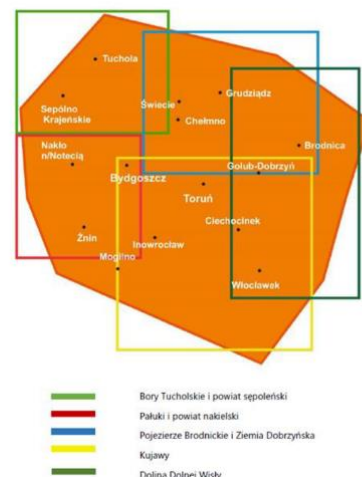 Tuchola
Grudziądz
Sępólno
Krajeńskie
Świecie
Chełmno
Brodnica
Nakło
n/Notecią
Bydgoszcz
Golub-Dobrzyń
Toruń
Ciechocinek
Żnin
Inowrocław
Mogilno
Włocławek
Bory Tucholskie i powiat sępoleński
Pałuki i powiat nakielski
Pojezierze Brodnickie i Ziemia Dobrzyńska
Kujawy
Dolina Dolnej Wisły